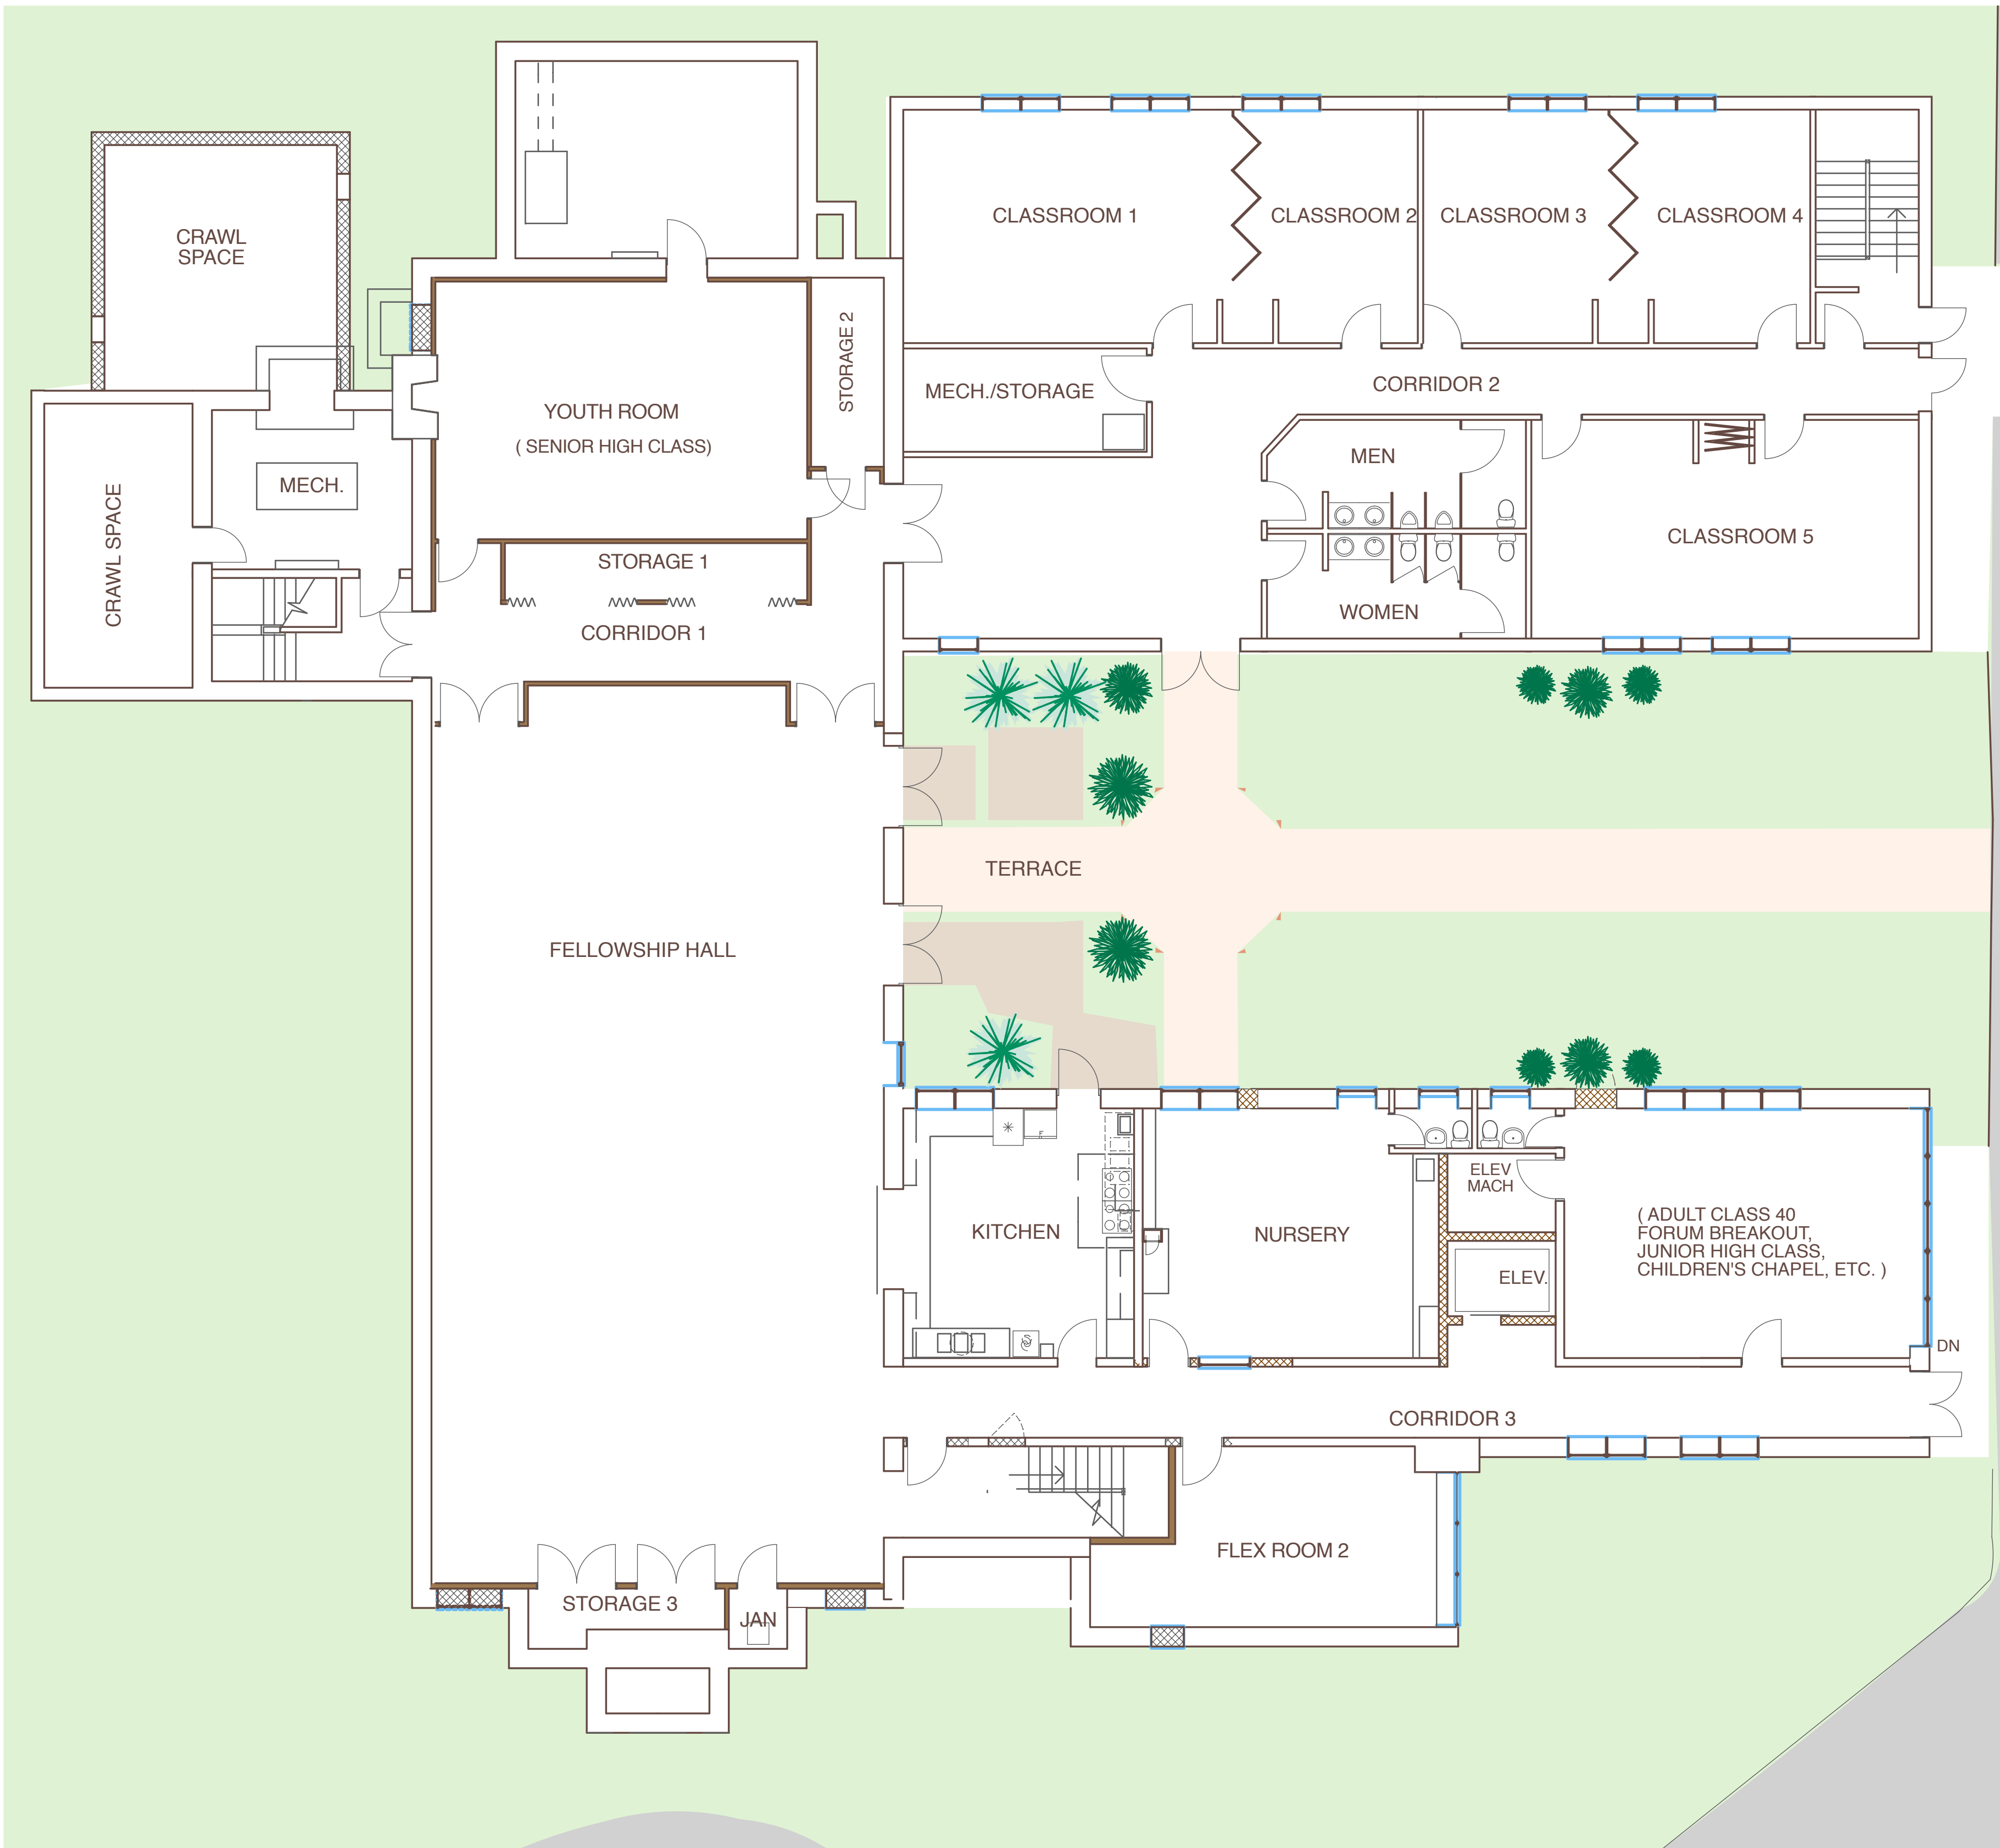 CRAWL
SPACE
CLASSROOM 1
CLASSROOM 2
CLASSROOM 3
CLASSROOM 4
STORAGE 2
MECH./STORAGE
CORRIDOR 2
YOUTH ROOM
( SENIOR HIGH CLASS)
MEN
MECH.
CRAWL SPACE
CLASSROOM 5
STORAGE 1
WOMEN
CORRIDOR 1
TERRACE
FELLOWSHIP HALL
KITCHEN
NURSERY
ELEV
MACH
ELEV.
( ADULT CLASS 40
FORUM BREAKOUT,
JUNIOR HIGH CLASS,
CHILDREN'S CHAPEL, ETC. )
DN
CORRIDOR 3
FLEX ROOM 2
STORAGE 3
JAN